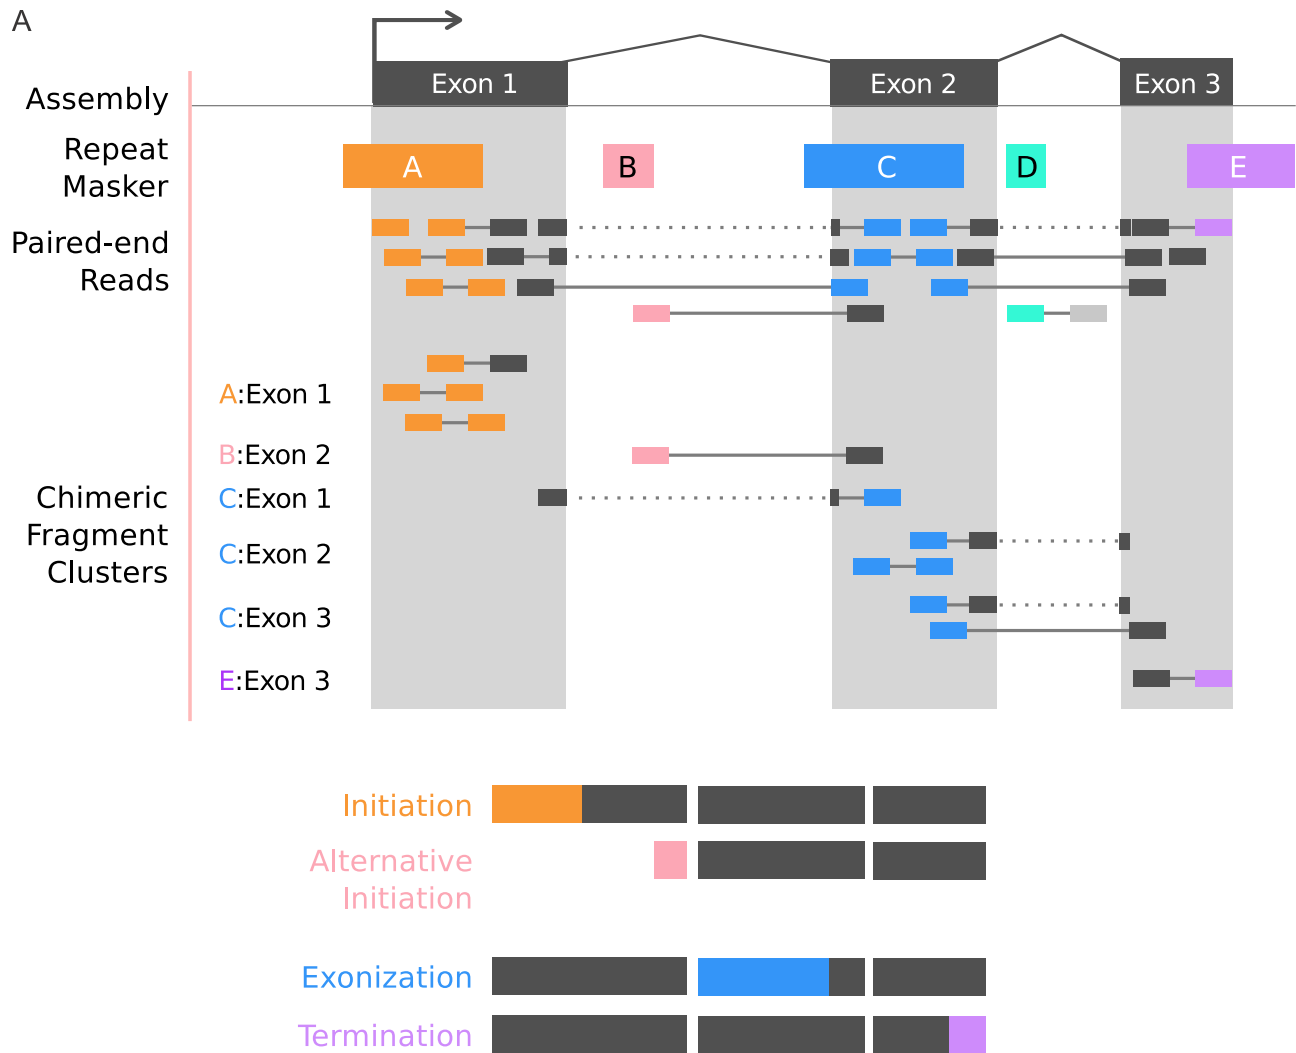 A
Exon 1
Exon 2
Exon 3
Assembly
Repeat
Masker
A
B
C
D
E
Paired-end
Reads
A:Exon 1
B:Exon 2
Chimeric
Fragment
Clusters
C:Exon 1
C:Exon 2
C:Exon 3
E:Exon 3
Initiation
Alternative
Initiation
Exonization
Termination